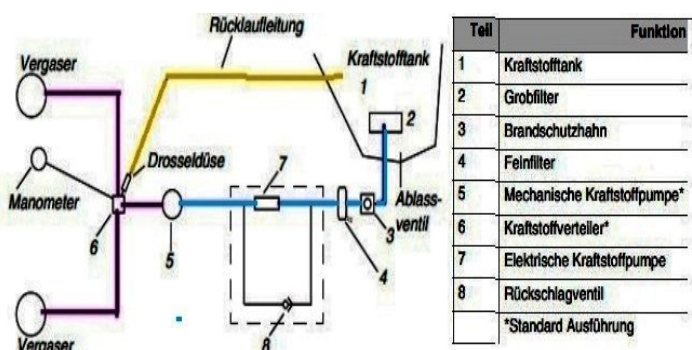 Rücklaufleitung
Vergaser
Kraftstofftank
1
2
Drosseldüse
7
Manometer
Ablass-
ventil
6
5
3
4
8
Vergaser
Teil Funktion
1 Kraftstofftank
2 Grobfilter
3 Brandschutzhahn
4 Feinfilter
5 Mechanische Kraftstoffpumpe*
6 Kraftstoffverteiler*
7 Elektrische Kraftstoffpumpe
8 Rückschlagventil
*Standard Ausführung